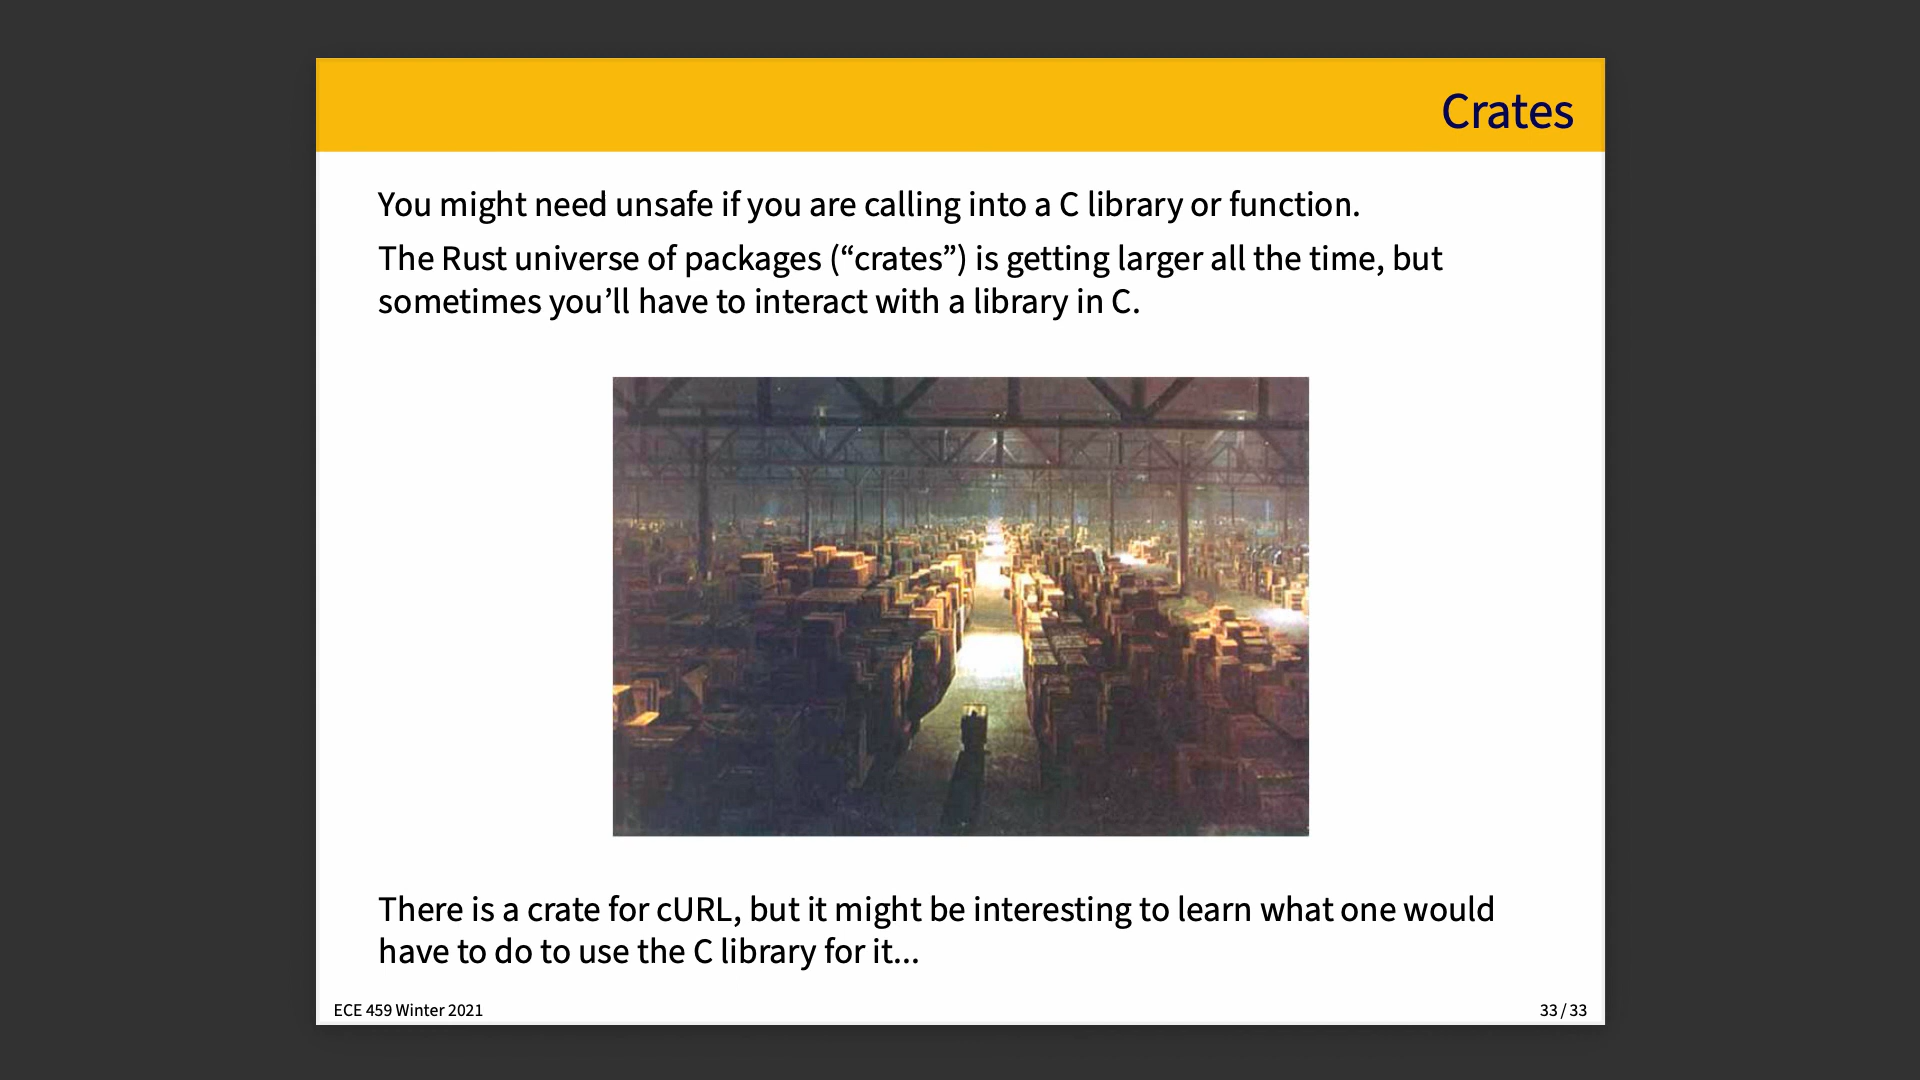 Crates
You might need unsafe if you are calling into a C library or function.
The Rust universe of packages (“crates”) is getting larger all the time, but
sometimes you’ll have to interact with a library in C.
There is a crate for cURL, but it might be interesting to learn what one would
have to do to use the C library for it...
ECE 459 Winter 2021
33 / 33